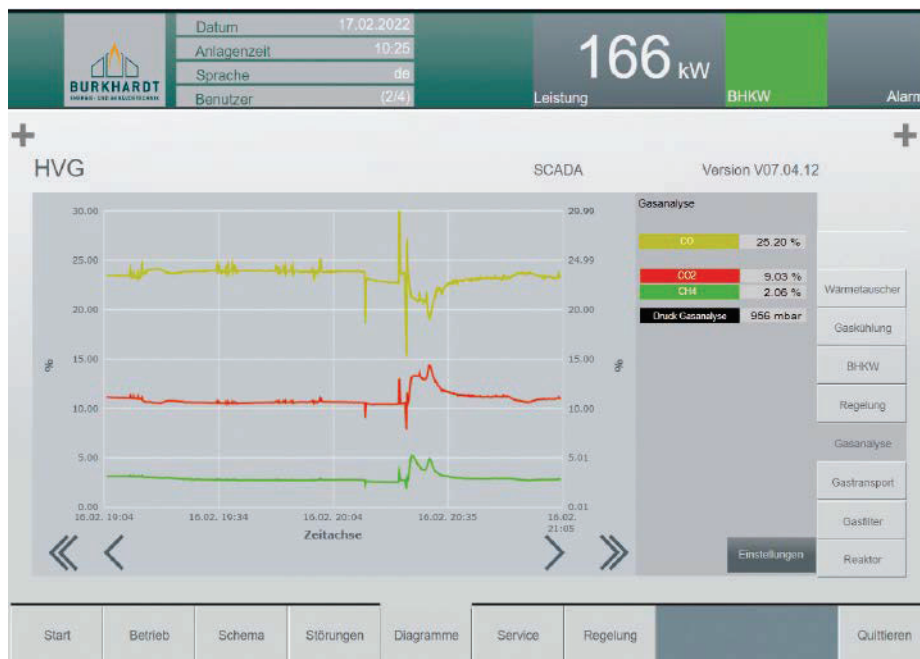 BURKHARDT
ENERGIE- UND GEBÄUDETECHNIK
Datum 17.02.2022
Anlagenzeit 10:25
Sprache de
Benutzer (2/4)
166 kW
Leistung
BHKW
Alarm
HVG
SCADA
Version V07.04.12
30.00
25.00
20.00
15.00
10.00
5.00
0.00
%
29.99
24.99
20.00
15.00
10.00
5.01
0.01
%
16.02. 19:04
16.02. 19:34
16.02. 20:04
16.02. 20:35
16.02.
21:05
Zeitachse
Gasanalyse
CO 25.20 %
CO2 9.03 %
CH4 2.06 %
Druck Gasanalyse 956 mbar
Einstellungen
Wärmetauscher
Gaskühlung
BHKW
Regelung
Gasanalyse
Gastransport
Gasfilter
Reaktor
Start
Betrieb
Schema
Störungen
Diagramme
Service
Regelung
Quittieren